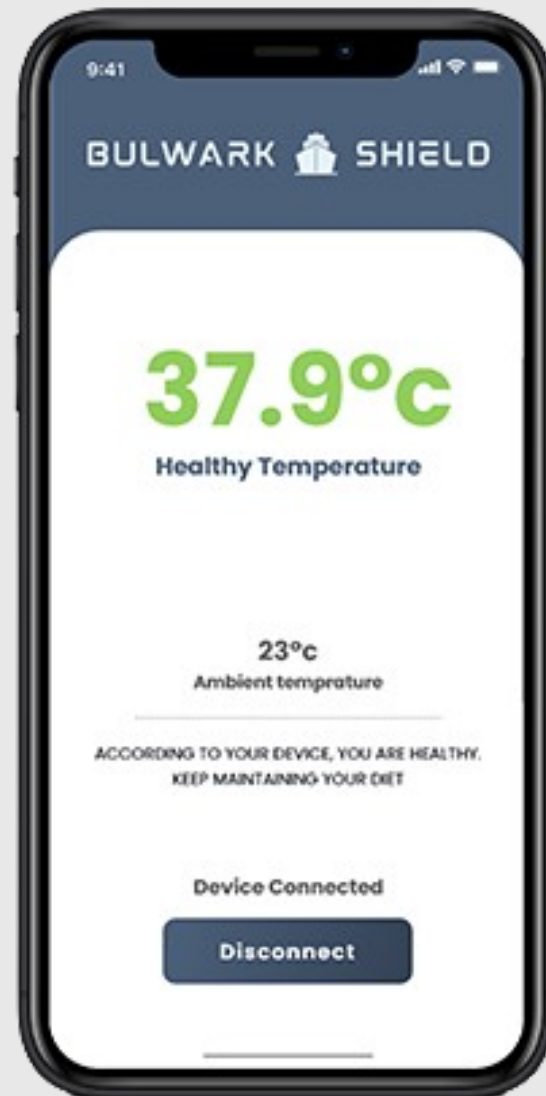 9:41
BULWARK SHIELD
37.9°c
Healthy Temperature
23°c
Ambient temprature
ACCORDING TO YOUR DEVICE, YOU ARE HEALTHY.
KEEP MAINTAINING YOUR DIET
Device Connected
Disconnect